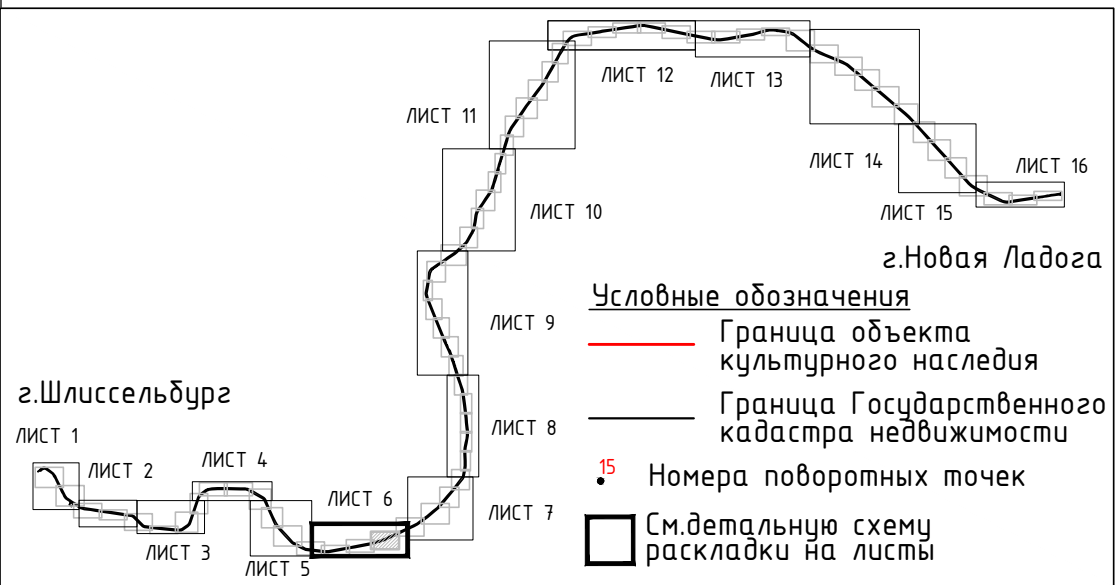 ЛИСТ 12
ЛИСТ 13
ЛИСТ 11
ЛИСТ 14
ЛИСТ 16
ЛИСТ 10
ЛИСТ 15
г.Новая Ладога
Условные обозначения
ЛИСТ 9
Граница объекта
культурного наследия
г.Шлиссельбург
Граница Государственного
кадастра недвижимости
ЛИСТ 8
ЛИСТ 1
ЛИСТ 2
ЛИСТ 4
15
Номера поворотных точек
ЛИСТ 6
ЛИСТ 7
См.детальную схему
раскладки на листы
ЛИСТ 3
ЛИСТ 5